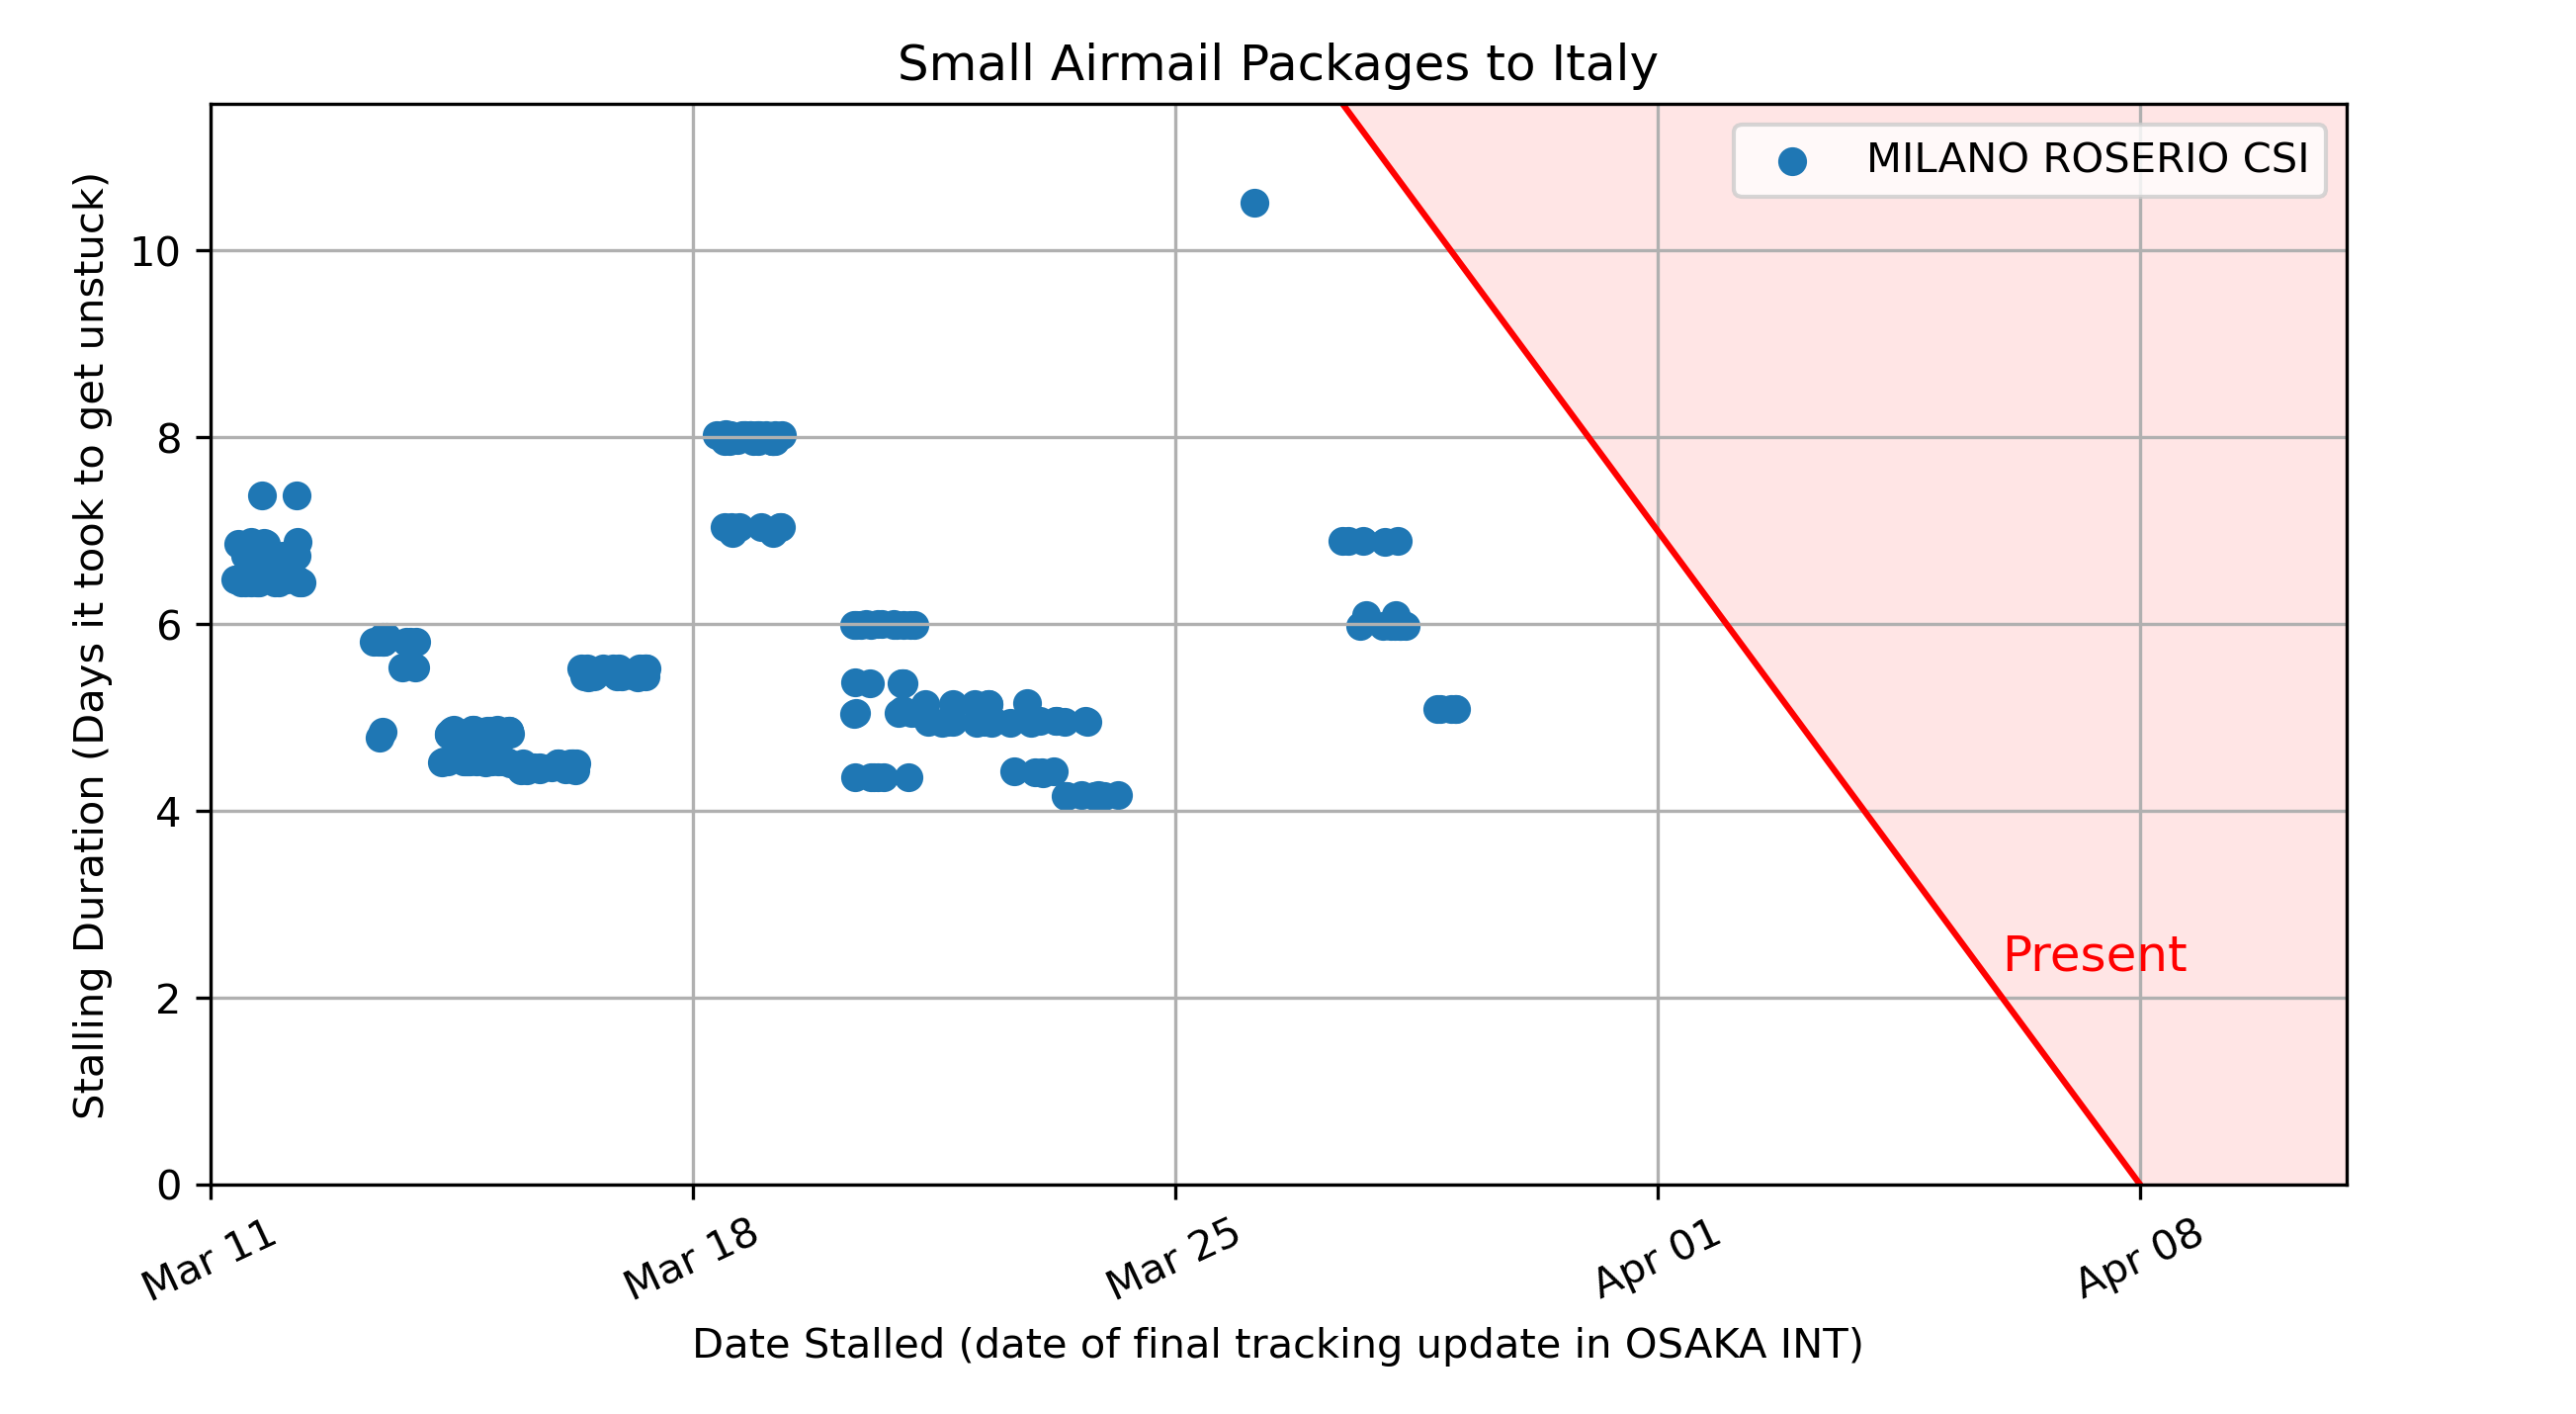 Small Airmail Packages to Italy
MILANO ROSERIO CSI
Stalling Duration (Days it took to get unstuck)
10
8
6
4
2
0
Present
Mar 11
Mar 18
Mar 25
Apr 01
Apr 08
Date Stalled (date of final tracking update in OSAKA INT)